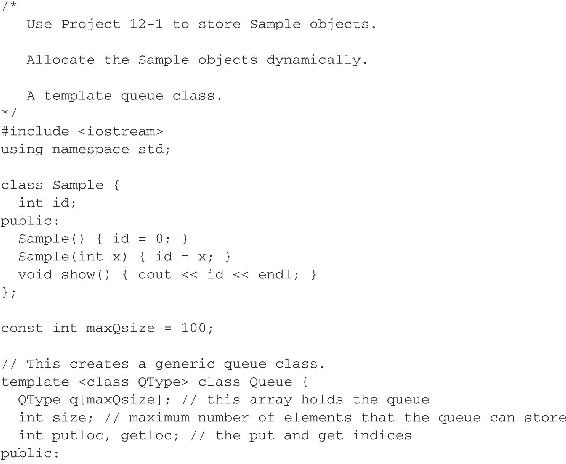 /*
   Use Project 12-1 to store Sample objects.

   Allocate the Sample objects dynamically.

   A template queue class.
*/
#include <iostream>
using namespace std;

class Sample {
  int id;
public:
  Sample() { id = 0; }
  Sample(int x) { id = x; }
  void show() { cout << id << endl; }
};

const int maxQsize = 100;

// This creates a generic queue class.
template <class QType> class Queue {
  QType q[maxQsize]; // this array holds the queue
  int size; // maximum number of elements that the queue can store
  int putloc, getloc; // the put and get indices
public: